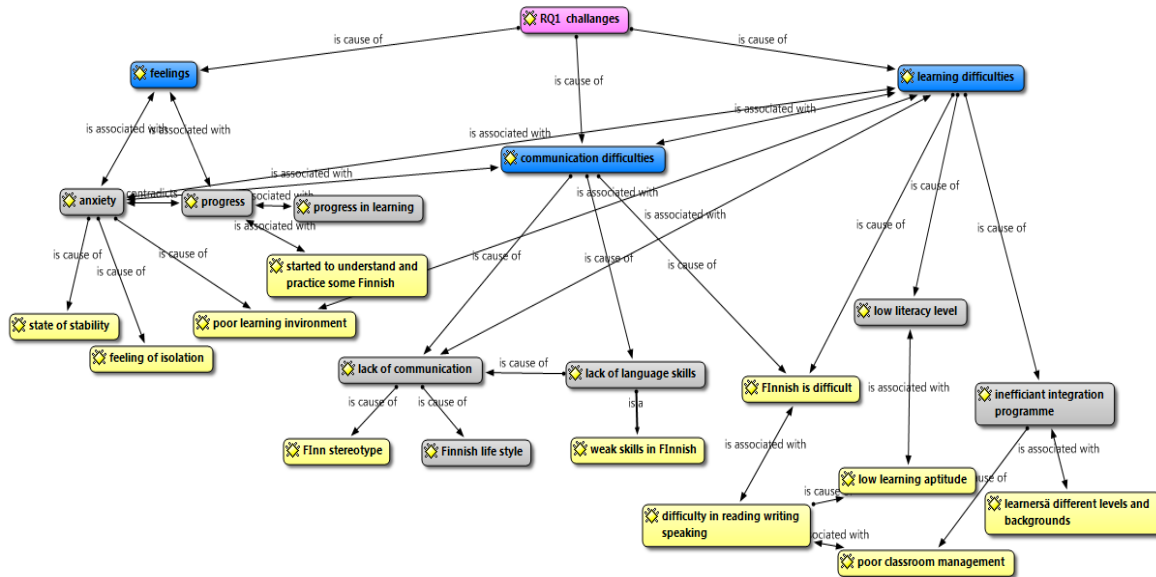 RQ1 challanges
is cause of
is cause of
feelings
is cause of
learning difficulties
is associated with
is associated with
is associated with
is associated with
communication difficulties
is associated with
is cause of
anxiety
contradicts
progress
associated with
progress in learning
is associated with
is associated with
is associated with
is cause of
is cause of
is cause of
is cause of
is cause of
is cause of
is cause of
started to understand and
practice some Finnish
state of stability
poor learning invironment
feeling of isolation
low literacy level
lack of communication
is cause of
lack of language skills
FInnish is difficult
is associated with
inefficiant integration
programme
is cause of
is cause of
is a
FInn stereotype
Finnish life style
weak skills in FInnish
is associated with
is associated with
low learning aptitude
is cause
cause of
learnersä different levels and
backgrounds
difficulty in reading writing
speaking
associated with
poor classroom management